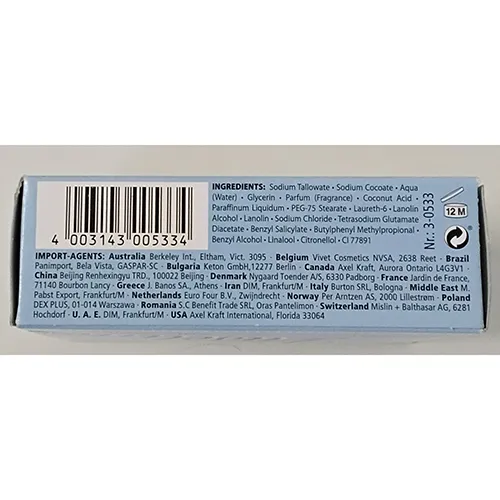 INGREDIENTS: Sodium Tallowate • Sodium Cocoate • Aqua
(Water) • Glycerin • Parfum (Fragrance) • Coconut Acid •
Paraffinum Liquidum • PEG-75 Stearate • Laureth-6 • Lanolin
Alcohol • Lanolin • Sodium Chloride • Tetrasodium Glutamate
Diacetate • Benzyl Salicylate • Butylphenyl Methylpropional •
Benzyl Alcohol • Linalool • Citronellol • CI 77891
4 003143 005334
Nr.: 3-0533
12 M
IMPORT-AGENTS: Australia Berkeley Int., Eltham, Vict. 3095 • Belgium Vivet Cosmetics NVSA, 2638 Reet • Brazil
Panimport, Bela Vista, GASPAR-SC • Bulgaria Keton GmbH,12277 Berlin • Canada Axel Kraft, Aurora Ontario L4G3V1 •
China Beijing Renhexingyu TRD., 100022 Beijing • Denmark Nygaard Toender A/S, 6330 Padborg • France Jardin de France,
71140 Bourbon Lancy • Greece J. Banos SA., Athens • Iran DIM, Frankfurt/M • Italy Burton SRL, Bologna • Middle East M.
Pabst Export, Frankfurt/M • Netherlands Euro Four B.V., Zwijndrecht • Norway Per Arntzen AS, 2000 Lillestrøm • Poland
DEX PLUS, 01-014 Warszawa • Romania S.C Benefit Trade SRL, Oras Pantelimon • Switzerland Mislin + Balthasar AG, 6281
Hochdorf • U. A. E. DIM, Frankfurt/M • USA Axel Kraft International, Florida 33064